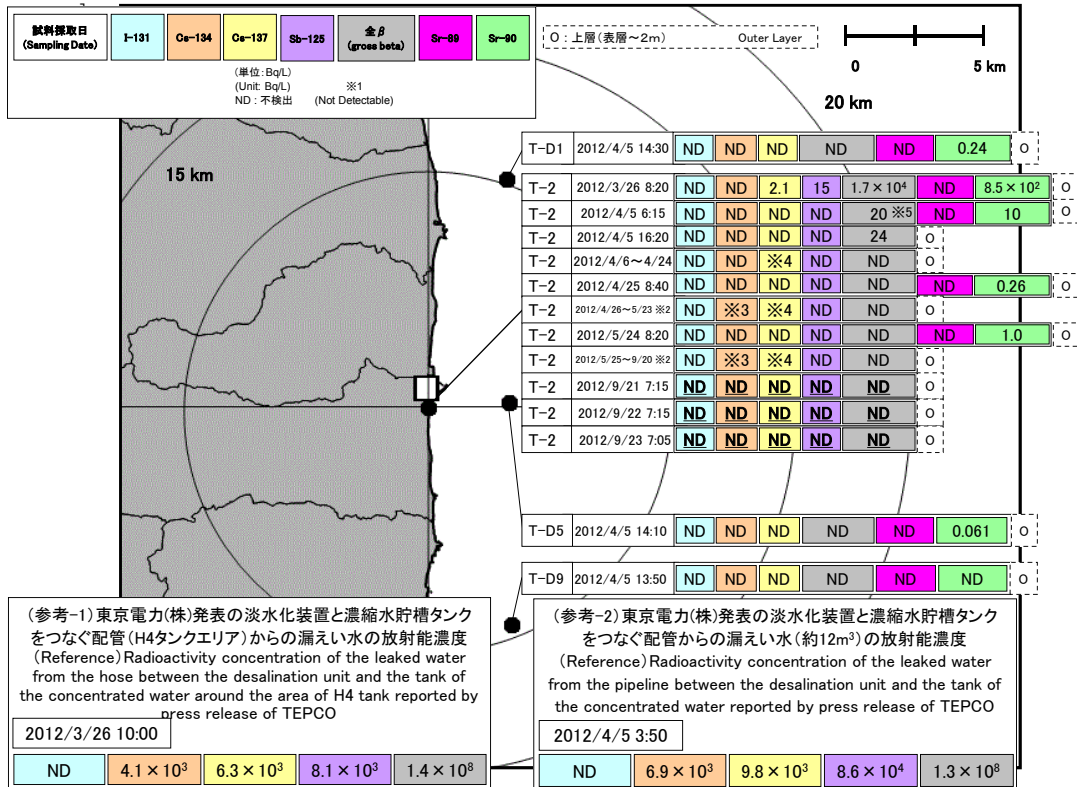 試料採取日 I-131 Cs-134 Cs-137 Sb-125 全β Sr-89 Sr-90
(Sampling Date) (gross beta)
(単位:Bq/L)
(Unit: Bq/L) ※1
ND : 不検出 (Not Detectable)
O : 上層(表層～2m) Outer Layer
0 5 km
20 km
15 km
T-D1 2012/4/5 14:30 ND ND ND ND ND 0.24 O
T-2 2012/3/26 8:20 ND ND 2.1 15 1.7×10⁴ ND 8.5×10² O
T-2 2012/4/5 6:15 ND ND ND ND 20 ※5 ND 10 O
T-2 2012/4/5 16:20 ND ND ND ND 24 O
T-2 2012/4/6～4/24 ND ND ※4 ND ND O
T-2 2012/4/25 8:40 ND ND ND ND ND ND 0.26 O
T-2 2012/4/26～5/23 ※2 ND ※3 ※4 ND ND O
T-2 2012/5/24 8:20 ND ND ND ND ND ND 1.0 O
T-2 2012/5/25～9/20 ※2 ND ※3 ※4 ND ND O
T-2 2012/9/21 7:15 ND ND ND ND ND O
T-2 2012/9/22 7:15 ND ND ND ND ND O
T-2 2012/9/23 7:05 ND ND ND ND ND O
T-D5 2012/4/5 14:10 ND ND ND ND ND 0.061 O
T-D9 2012/4/5 13:50 ND ND ND ND ND ND O
(参考-1)東京電力(株)発表の淡水化装置と濃縮水貯槽タンク
をつなぐ配管(H4タンクエリア)からの漏えい水の放射能濃度
(Reference)Radioactivity concentration of the leaked water
from the hose between the desalination unit and the tank of
the concentrated water around the area of H4 tank reported by
press release of TEPCO
2012/3/26 10:00
ND 4.1×10³ 6.3×10³ 8.1×10³ 1.4×10⁸
(参考-2)東京電力(株)発表の淡水化装置と濃縮水貯槽タンク
をつなぐ配管からの漏えい水(約12m³)の放射能濃度
(Reference)Radioactivity concentration of the leaked water
from the pipeline between the desalination unit and the tank of
the concentrated water reported by press release of TEPCO
2012/4/5 3:50
ND 6.9×10³ 9.8×10³ 8.6×10⁴ 1.3×10⁸